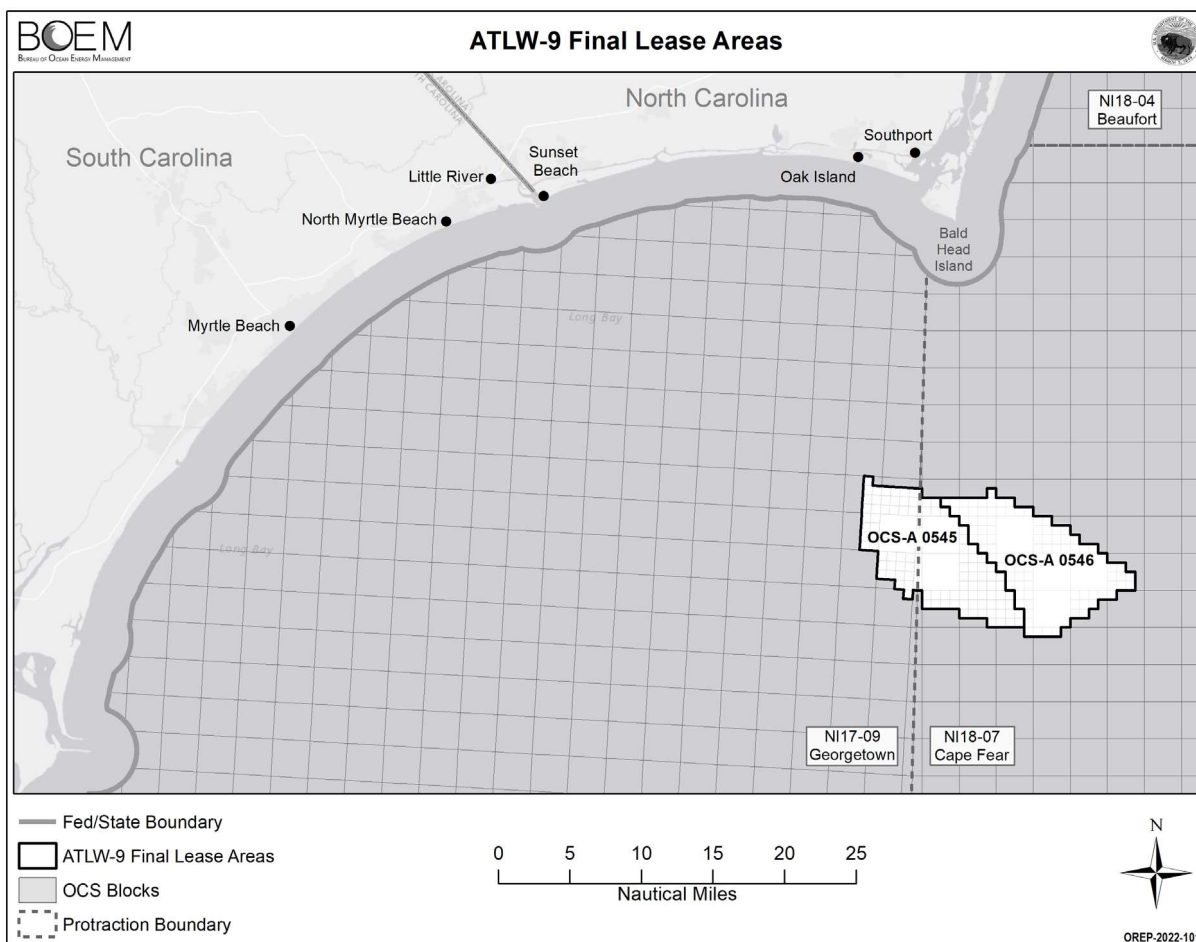 BOEM
BUREAU OF OCEAN ENERGY MANAGEMENT
ATLW-9 Final Lease Areas
North Carolina
South Carolina
NI18-04
Beaufort
Southport
Sunset
Beach
Little River
Oak Island
North Myrtle Beach
Bald
Head
Island
Long Bay
Myrtle Beach
OCS-A 0545
OCS-A 0546
Long Bay
NI17-09
Georgetown
NI18-07
Cape Fear
Fed/State Boundary
ATLW-9 Final Lease Areas
OCS Blocks
Protraction Boundary
0 5 10 15 20 25
Nautical Miles
N